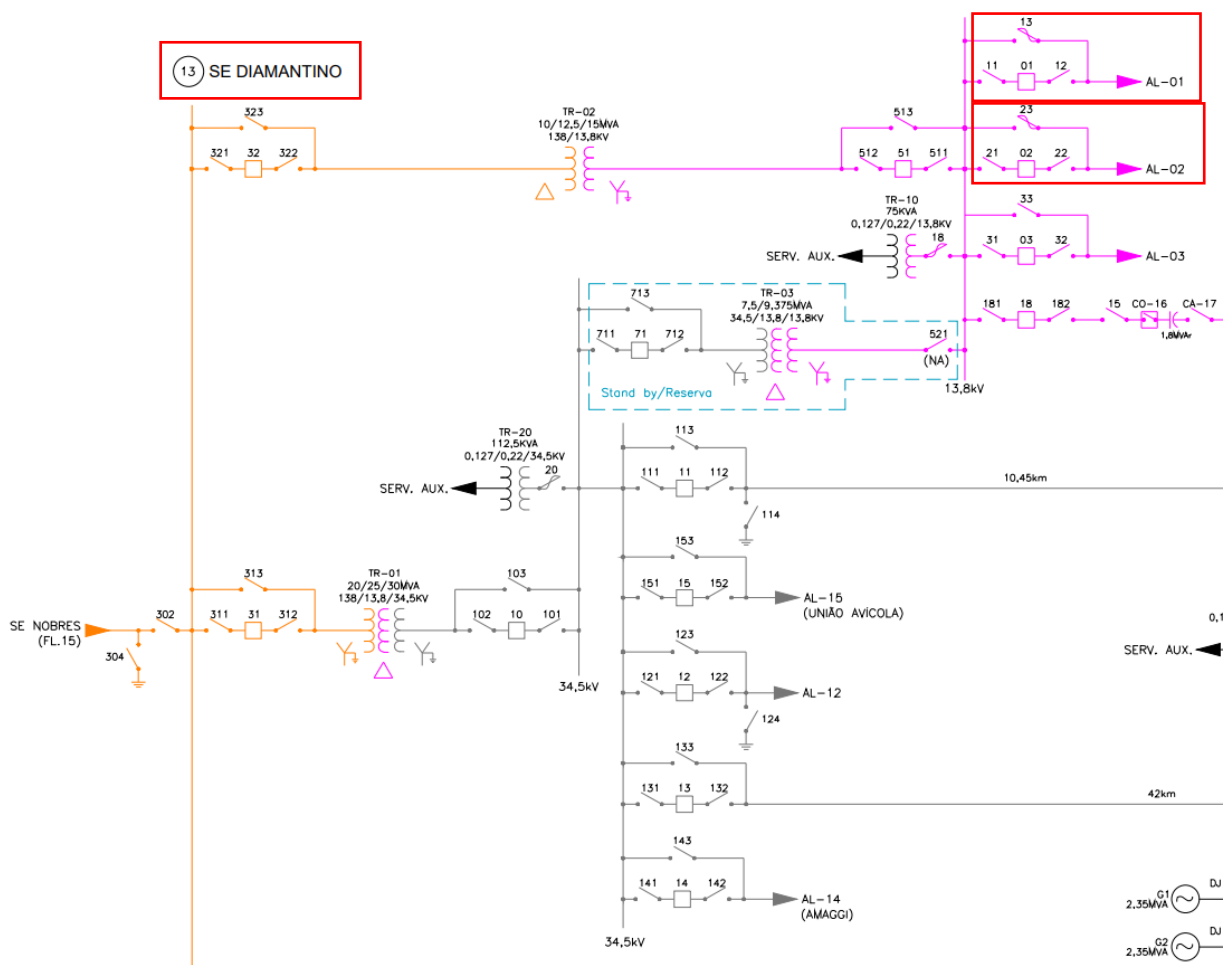 13 SE DIAMANTINO
13
11 01 12
AL-01
323
TR-02
10/12,5/15MVA
138/13,8KV
513
23
321 32 322
512 51 511
21 02 22
AL-02
TR-10
75KVA
0,127/0,22/13,8KV
33
SERV. AUX.
18
31 03 32
AL-03
713
TR-03
7,5/9,375MVA
34,5/13,8/13,8KV
181 18 182 15 CO-16 CA-17
1,8MVAr
711 71 712
521
(NA)
Stand by/Reserva
13,8kV
TR-20
112,5KVA
0,127/0,22/34,5KV
113
SERV. AUX.
20
111 11 112
10,45km
114
153
151 15 152
AL-15
(UNIÃO AVÍCOLA)
313
TR-01
20/25/30MVA
138/13,8/34,5KV
103
SE NOBRES
(FL.15)
302
311 31 312
102 10 101
304
123
0,1
SERV. AUX.
34,5kV
121 12 122
AL-12
124
133
131 13 132
42km
143
141 14 142
AL-14
(AMAGGI)
G1
2,35MVA
DJ
34,5kV
G2
2,35MVA
DJ